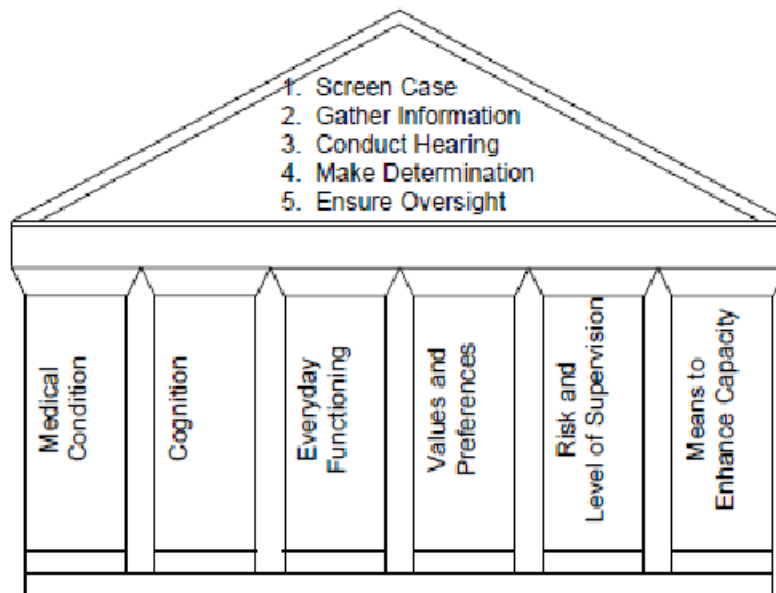 1. Screen Case
2. Gather Information
3. Conduct Hearing
4. Make Determination
5. Ensure Oversight
Medical
Condition
Cognition
Everyday
Functioning
Values and
Preferences
Risk and
Level of Supervision
Means to
Enhance Capacity